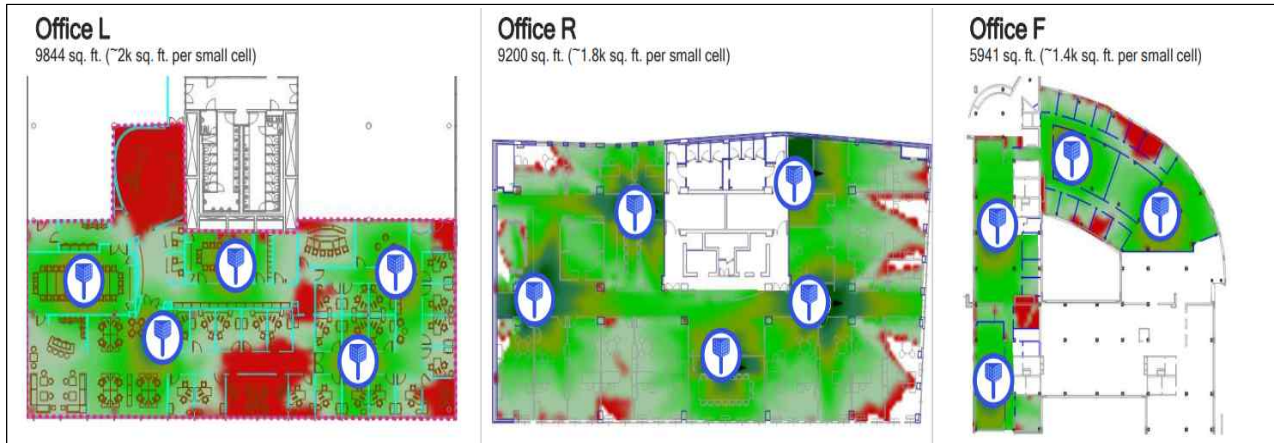 Office L
9844 sq. ft. (~2k sq. ft. per small cell)
Office R
9200 sq. ft. (~1.8k sq. ft. per small cell)
Office F
5941 sq. ft. (~1.4k sq. ft. per small cell)